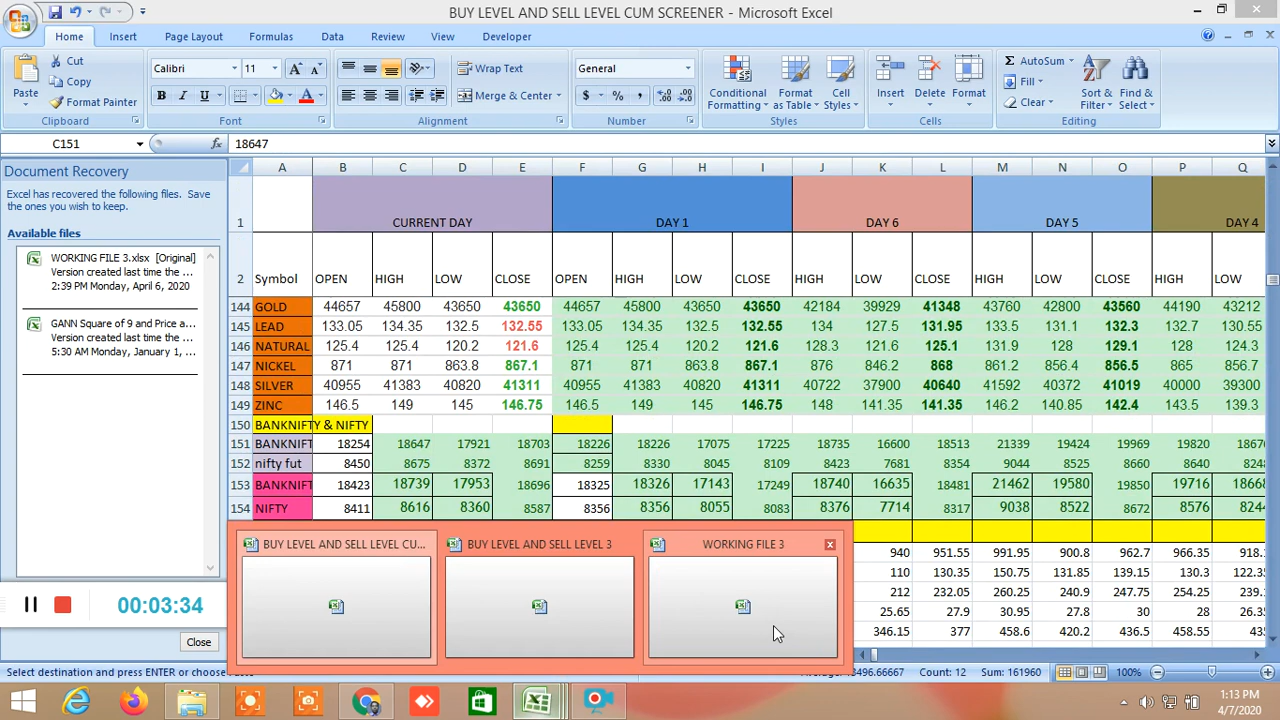 BUY LEVEL AND SELL LEVEL CUM SCREENER - Microsoft Excel
Home Insert Page Layout Formulas Data Review View Developer
Paste Cut Copy Format Painter
Calibri 11 Wrap Text Merge & Center General
Conditional Formatting Format as Table Cell Styles Insert Delete Format AutoSum Fill Clear Sort & Filter Find & Select
Clipboard Font Alignment Number Styles Cells Editing
C151 18647
Document Recovery
Excel has recovered the following files. Save
the ones you wish to keep.
Available files
WORKING FILE 3.xlsx [Original]
Version created last time the ...
2:39 PM Monday, April 6, 2020
GANN Square of 9 and Price a...
Version created last time the ...
5:30 AM Monday, January 1, ...
A B C D E F G H I J K L M N O P Q
1 CURRENT DAY DAY 1 DAY 6 DAY 5 DAY 4
2 Symbol OPEN HIGH LOW CLOSE OPEN HIGH LOW CLOSE HIGH LOW CLOSE HIGH LOW CLOSE HIGH LOW
144 GOLD 44657 45800 43650 43650 44657 45800 43650 43650 42184 39929 41348 43760 42800 43560 44190 43212
145 LEAD 133.05 134.35 132.5 132.55 133.05 134.35 132.5 132.55 134 127.5 131.95 133.5 131.1 132.3 132.7 130.55
146 NATURAL 125.4 125.4 120.2 121.6 125.4 125.4 120.2 121.6 128.3 121.6 125.1 131.9 128 129.1 128 124.3
147 NICKEL 871 871 863.8 867.1 871 871 863.8 867.1 876 846.2 868 861.2 856.4 856.5 865 856.7
148 SILVER 40955 41383 40820 41311 40955 41383 40820 41311 40722 37900 40640 41592 40372 41019 40000 39300
149 ZINC 146.5 149 145 146.75 146.5 149 145 146.75 148 141.35 141.35 146.2 140.85 142.4 143.5 139.3
150 BANKNIFTY & NIFTY
151 BANKNIFT 18254 18647 17921 18703 18226 18226 17075 17225 18735 16600 18513 21339 19424 19969 19820
152 nifty fut 8450 8675 8372 8691 8259 8330 8045 8109 8423 7681 8354 9044 8525 8660 8640
153 BANKNIFT 18423 18739 17953 18696 18325 18326 17143 17249 18740 16635 18481 21462 19580 19850 19716
154 NIFTY 8411 8616 8360 8587 8356 8356 8055 8083 8376 7714 8317 9038 8522 8672 8576
BUY LEVEL AND SELL LEVEL CU... BUY LEVEL AND SELL LEVEL 3 WORKING FILE 3
940 951.55 991.95 900.8 962.7 966.35 918.
110 130.35 150.75 131.85 139.15 130.3
212 232.05 260.25 240.9 247.75 254.25
25.65 27.9 30.95 27.8 30 28
346.15 377 458.6 420.2 436.5 458.55
00:03:34
Close
Select destination and press ENTER or choose Count: 12 Sum: 161960 100%
1:13 PM
4/7/2020